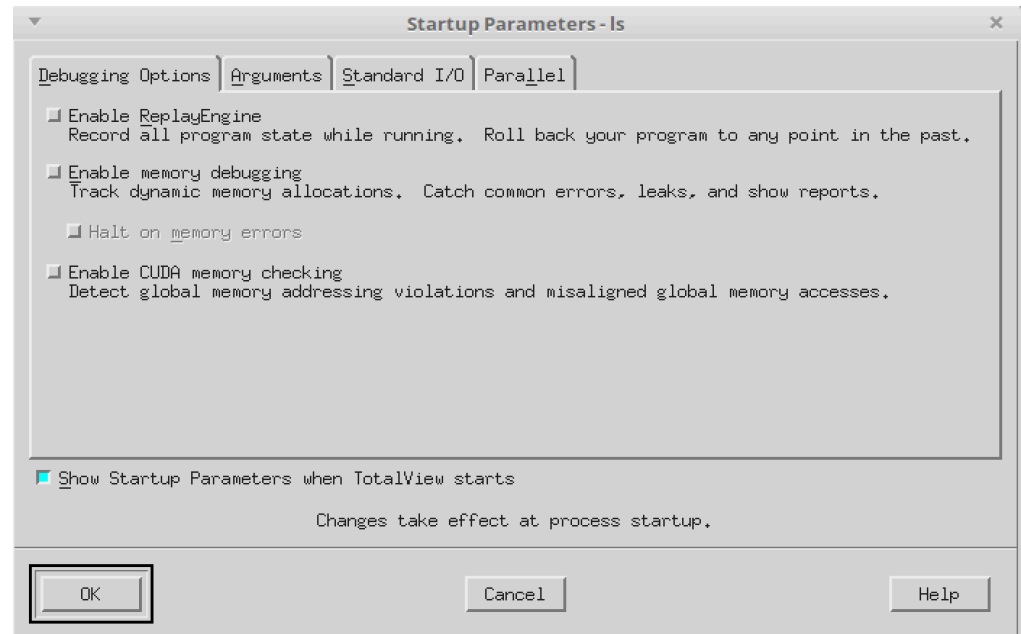 Startup Parameters - ls
Debugging Options Arguments Standard I/O Parallel
Enable ReplayEngine
Record all program state while running. Roll back your program to any point in the past.
Enable memory debugging
Track dynamic memory allocations. Catch common errors, leaks, and show reports.
Halt on memory errors
Enable CUDA memory checking
Detect global memory addressing violations and misaligned global memory accesses.
Show Startup Parameters when TotalView starts
Changes take effect at process startup.
OK Cancel Help